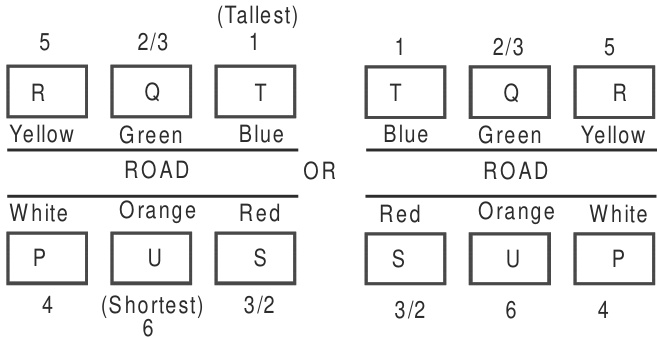 (Tallest)
5 2/3 1 1 2/3 5
R Q T T Q R
Yellow Green Blue Blue Green Yellow
ROAD OR ROAD
White Orange Red Red Orange White
P U S S U P
4 (Shortest) 3/2 3/2 6 4
6